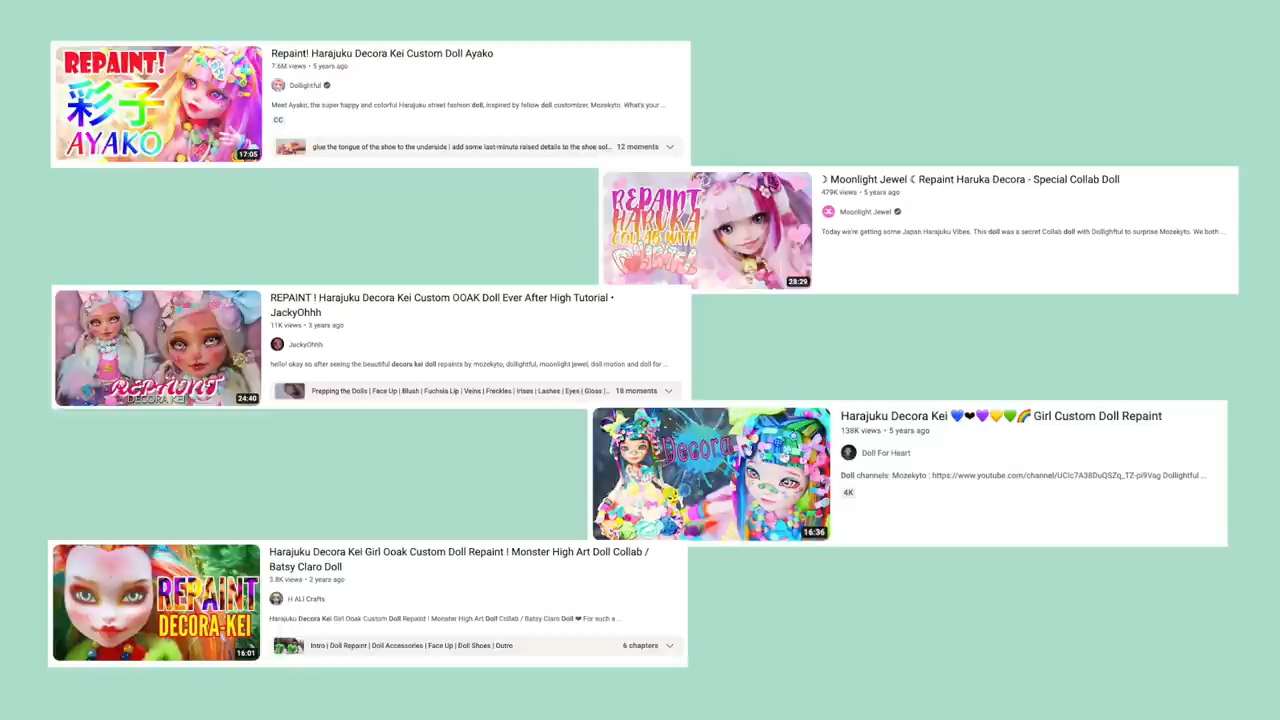 REPAINT!
彩子
AYAKO
17:05
Repaint! Harajuku Decora Kei Custom Doll Ayako
7.6M views • 5 years ago
Dollightful
Meet Ayako, the super happy and colorful Harajuku street fashion doll, inspired by fellow doll customizer, Mozekyto. What's your ...
CC
glue the tongue of the shoe to the underside | add some last-minute raised details to the shoe sol... 12 moments
REPAINT
HARUKA
COLLAB WITH
28:29
☽ Moonlight Jewel ☾ Repaint Haruka Decora - Special Collab Doll
479K views • 5 years ago
Moonlight Jewel
Today we're getting some Japan Harajuku Vibes. This doll was a secret Collab doll with Dollightful to surprise Mozekyto. We both ...
REPAINT
DECORA KEI
24:40
REPAINT ! Harajuku Decora Kei Custom OOAK Doll Ever After High Tutorial •
JackyOhhh
11K views • 3 years ago
JackyOhhh
hello! okay so after seeing the beautiful decora kei doll repaints by mozekyto, dollightful, moonlight jewel, doll motion and doll for ...
Prepping the Dolls | Face Up | Blush | Fuchsia Lip | Veins | Freckles | Irises | Lashes | Eyes | Gloss |... 18 moments
Decora
16:36
Harajuku Decora Kei 💙❤💜💛💚🌈 Girl Custom Doll Repaint
138K views • 5 years ago
Doll For Heart
Doll channels: Mozekyto : https://www.youtube.com/channel/UCIc7A38DuQSZq_TZ-pi9Vag Dollightful ...
4K
REPAINT
DECORA-KEI
16:01
Harajuku Decora Kei Girl Ooak Custom Doll Repaint ! Monster High Art Doll Collab /
Batsy Claro Doll
3.8K views • 2 years ago
H ALI Crafts
Harajuku Decora Kei Girl Ooak Custom Doll Repaint ! Monster High Art Doll Collab / Batsy Claro Doll ❤ For such a ...
Intro | Doll Repaint | Doll Accessories | Face Up | Doll Shoes | Outro 6 chapters